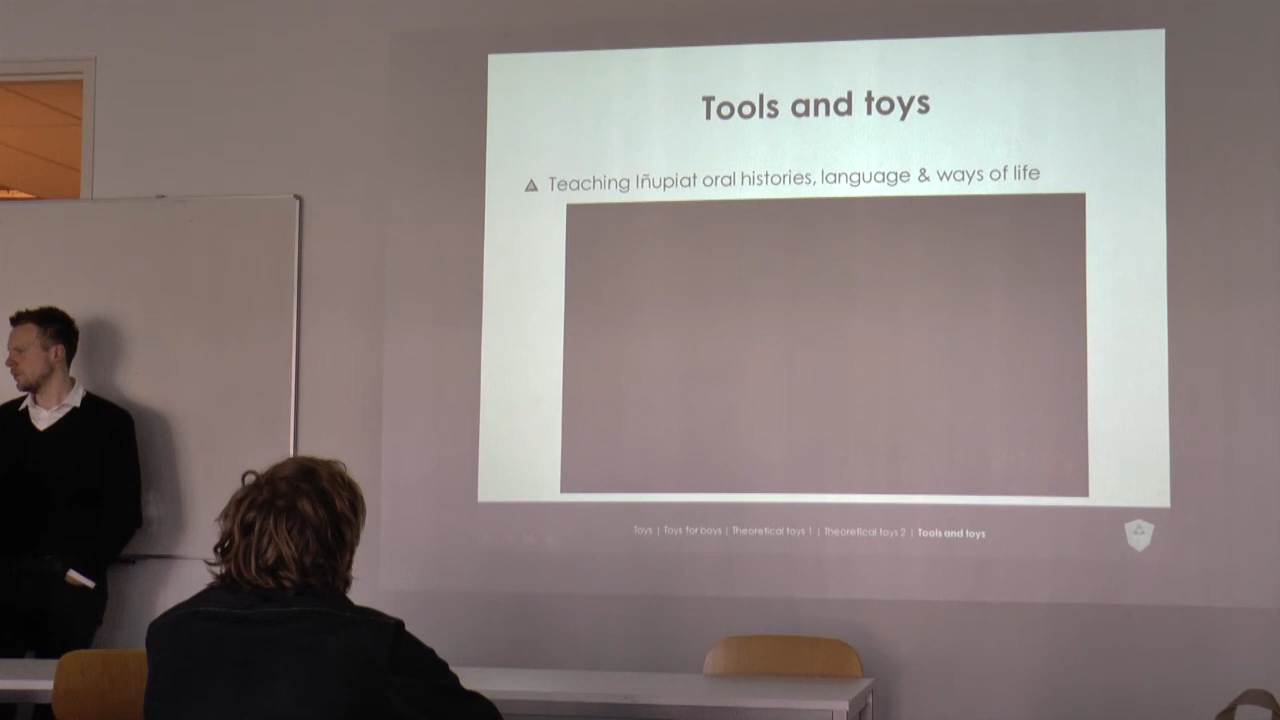 Tools and toys
Teaching Iñupiat oral histories, language & ways of life
Toys | Toys for boys | Theoretical toys 1 | Theoretical toys 2 | Tools and toys